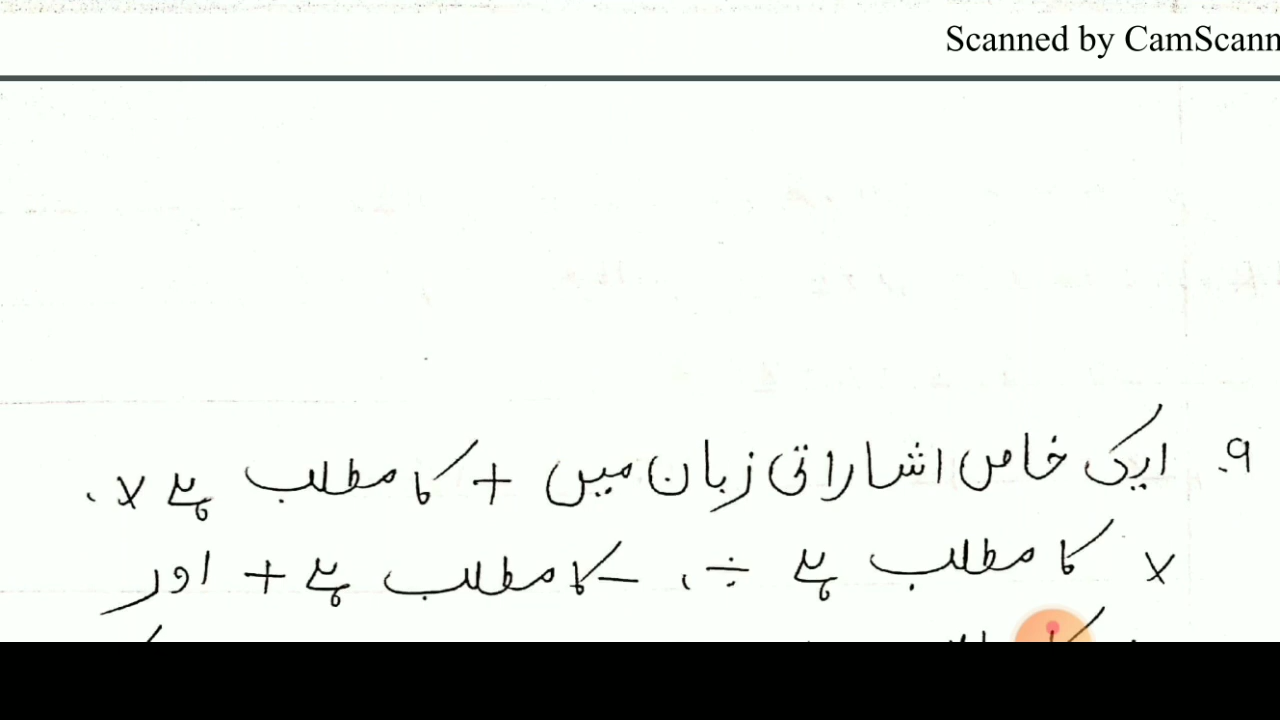 Scanned by CamScann
9. ایک خاص اشاراتی زبان میں + کا مطلب ہے x ،
x کا مطلب ہے ÷ ، - کا مطلب ہے + اور